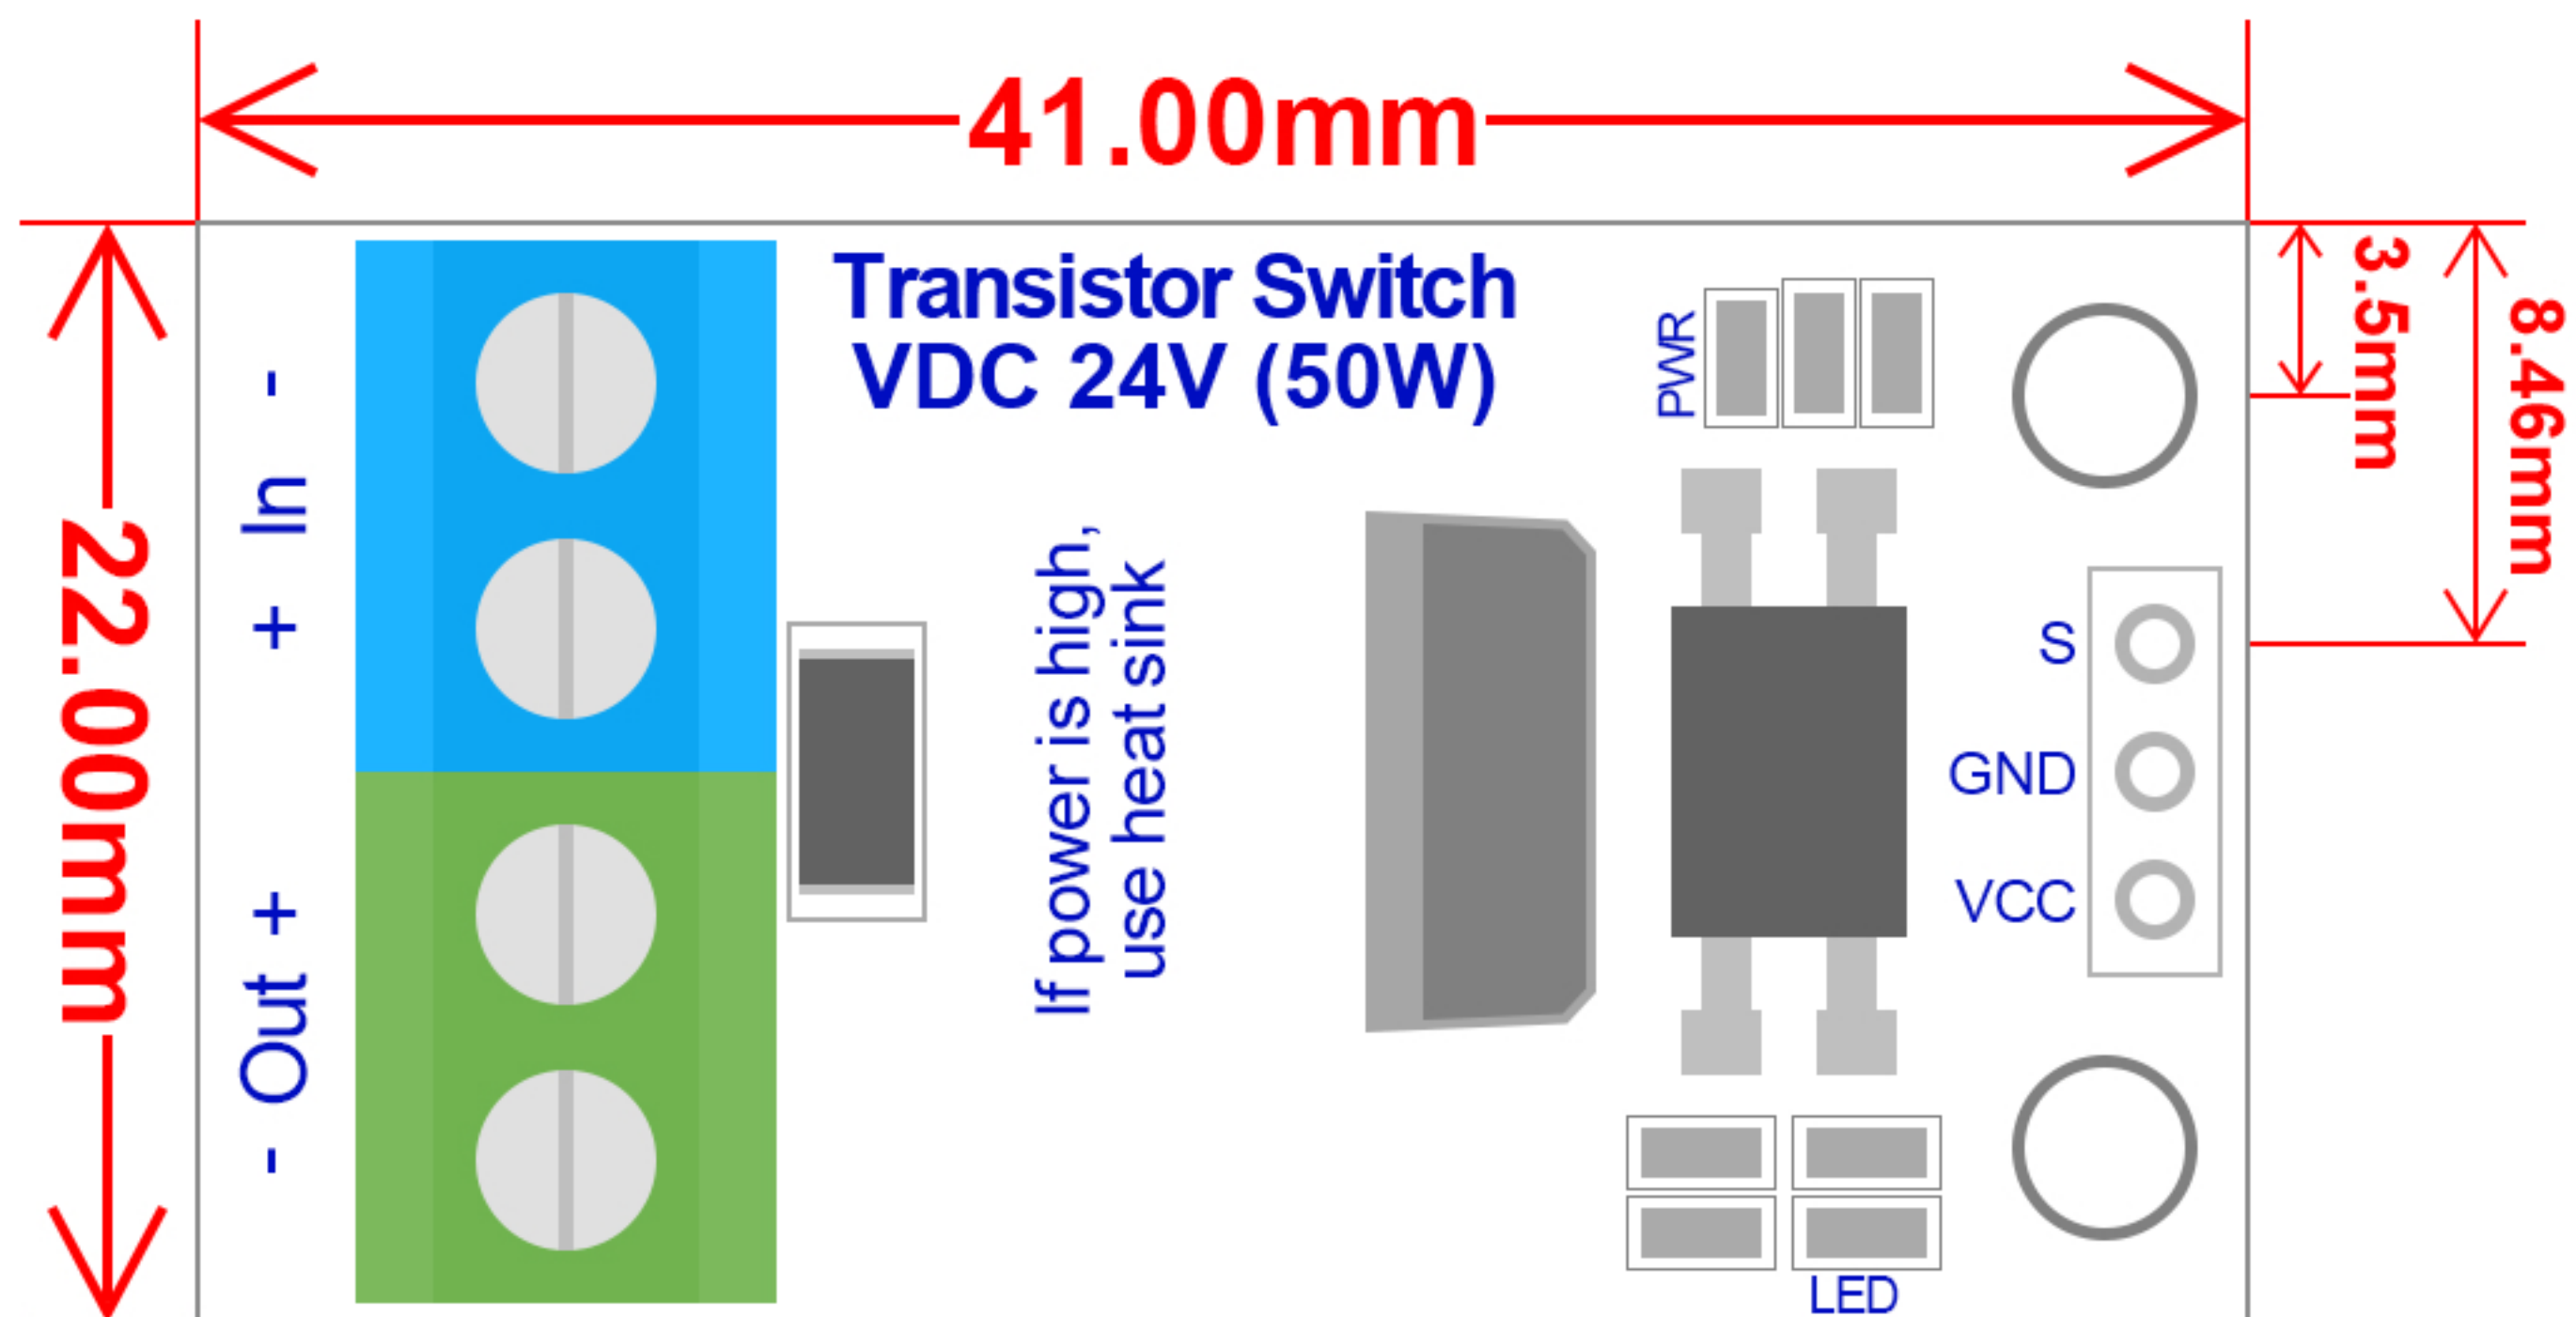 41.00mm
22.00mm
3.5mm
8.46mm
Transistor Switch
VDC 24V (50W)
PWR
-
In
+
+
Out
-
If power is high,
use heat sink
S
GND
VCC
LED